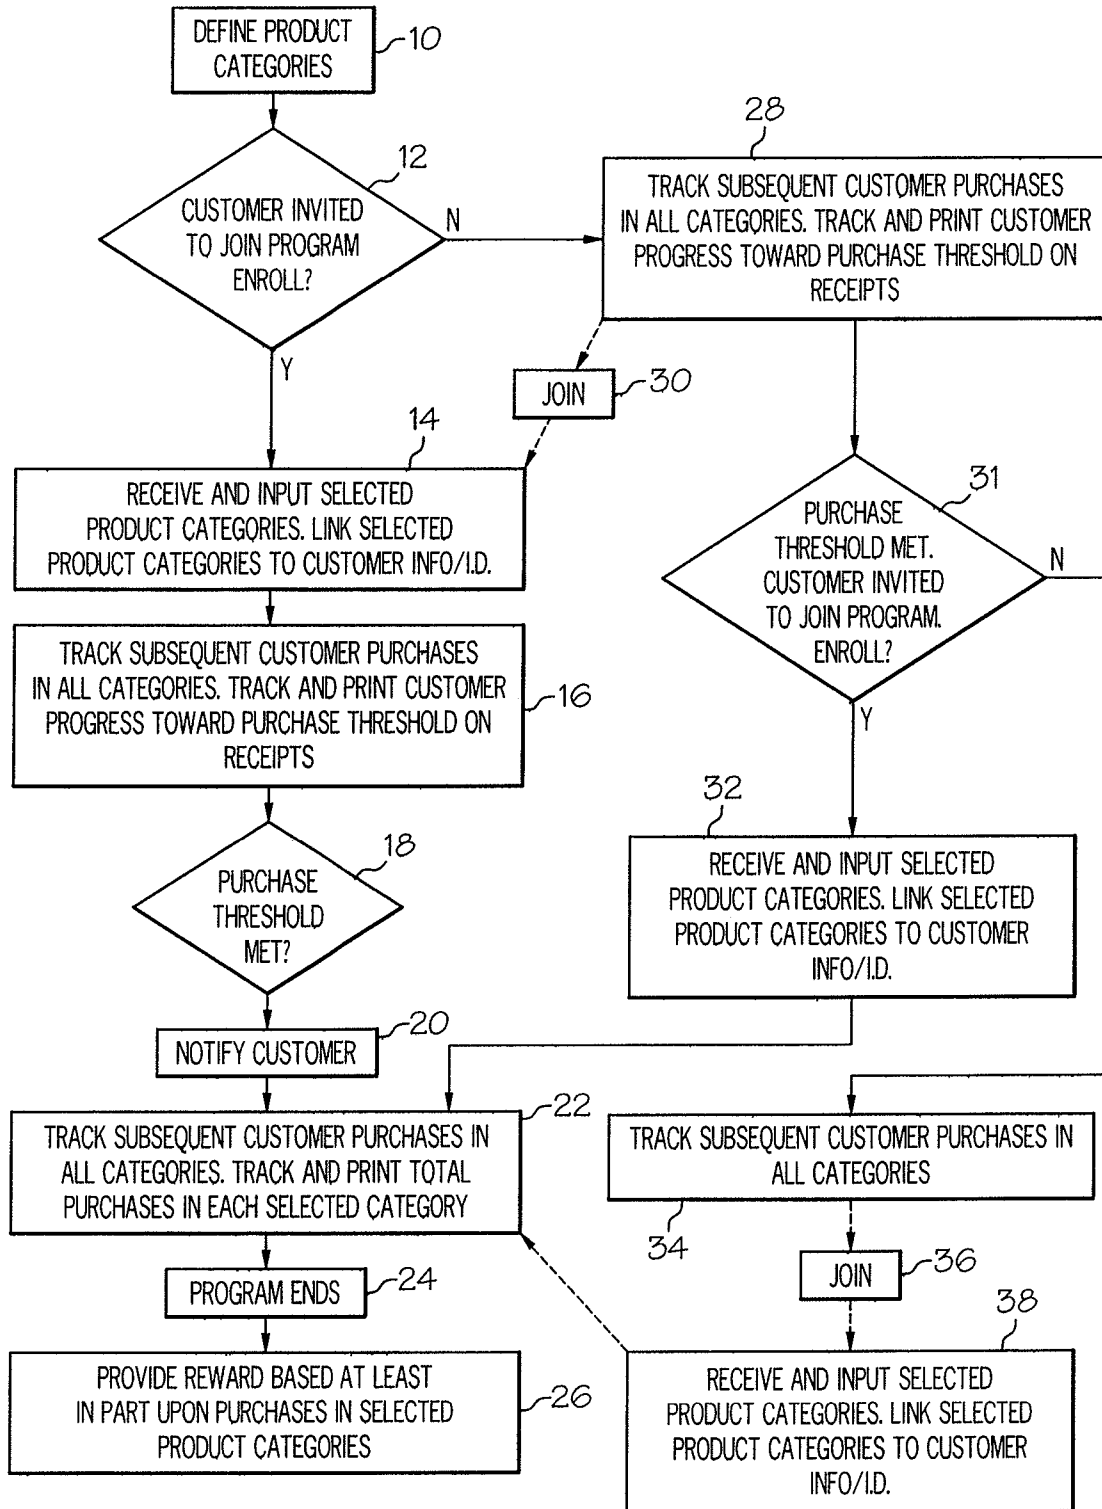 DEFINE PRODUCT
CATEGORIES
10
12
CUSTOMER INVITED
TO JOIN PROGRAM
ENROLL?
N
Y
28
TRACK SUBSEQUENT CUSTOMER PURCHASES
IN ALL CATEGORIES. TRACK AND PRINT CUSTOMER
PROGRESS TOWARD PURCHASE THRESHOLD ON
RECEIPTS
JOIN
30
14
RECEIVE AND INPUT SELECTED
PRODUCT CATEGORIES. LINK SELECTED
PRODUCT CATEGORIES TO CUSTOMER INFO/I.D.
31
PURCHASE
THRESHOLD MET.
CUSTOMER INVITED
TO JOIN PROGRAM.
ENROLL?
N
Y
TRACK SUBSEQUENT CUSTOMER PURCHASES
IN ALL CATEGORIES. TRACK AND PRINT CUSTOMER
PROGRESS TOWARD PURCHASE THRESHOLD ON
RECEIPTS
16
18
PURCHASE
THRESHOLD
MET?
32
RECEIVE AND INPUT SELECTED
PRODUCT CATEGORIES. LINK SELECTED
PRODUCT CATEGORIES TO CUSTOMER
INFO/I.D.
NOTIFY CUSTOMER
20
TRACK SUBSEQUENT CUSTOMER PURCHASES IN
ALL CATEGORIES. TRACK AND PRINT TOTAL
PURCHASES IN EACH SELECTED CATEGORY
22
TRACK SUBSEQUENT CUSTOMER PURCHASES IN
ALL CATEGORIES
34
PROGRAM ENDS
24
JOIN
36
PROVIDE REWARD BASED AT LEAST
IN PART UPON PURCHASES IN SELECTED
PRODUCT CATEGORIES
26
38
RECEIVE AND INPUT SELECTED
PRODUCT CATEGORIES. LINK SELECTED
PRODUCT CATEGORIES TO CUSTOMER
INFO/I.D.